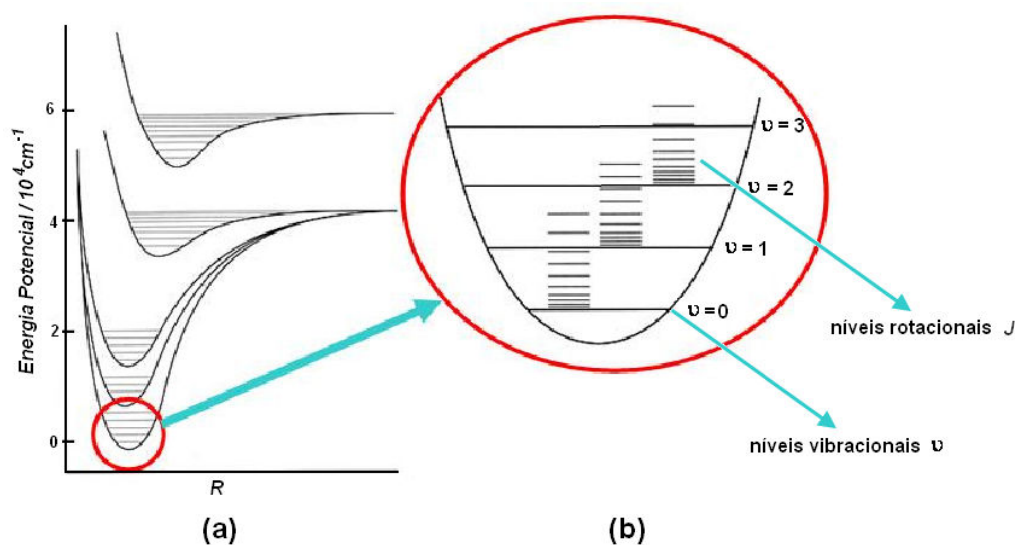 Energia Potencial / 10⁴cm⁻¹
6
4
2
0
R
(a)
υ = 3
υ = 2
υ = 1
υ = 0
níveis rotacionais J
níveis vibracionais υ
(b)